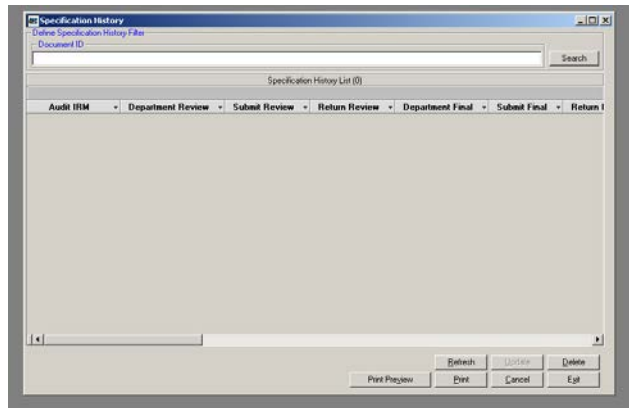 Specification History
Define Specification History Filter
Document ID
Search
Specification History List (0)
Audit IRM Department Review Submit Review Return Review Department Final Submit Final Return
Refresh Update Delete
Print Preview Print Cancel Exit